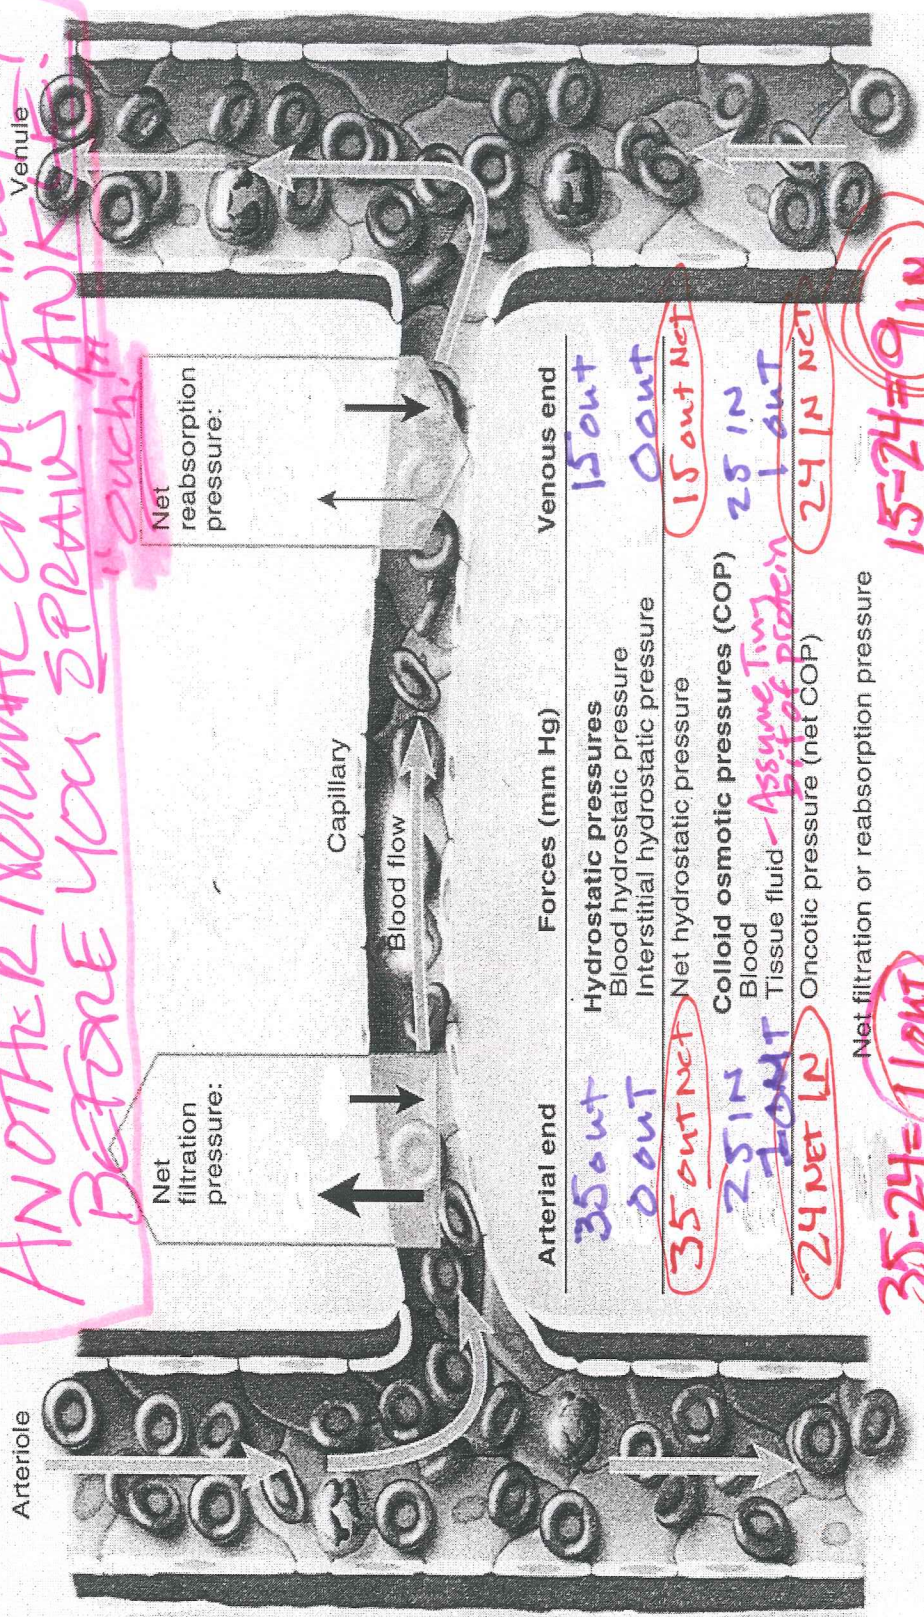 ANOTHER NORMAL CAPILLARY
BEFORE YOU SPRAIN AN ANKLE!
"ouch!"
Arteriole
Venule
Net
filtration
pressure:
Net
reabsorption
pressure:
Capillary
Blood flow
Arterial end Forces (mm Hg) Venous end
Hydrostatic pressures
35 out Blood hydrostatic pressure 15 out
0 out Interstitial hydrostatic pressure 0 out
35 out Net Net hydrostatic pressure 15 out Net
Colloid osmotic pressures (COP)
25 IN Blood 25 IN
1 out Tissue fluid - Assume Tiny bit of protein 1 out
24 NET IN Oncotic pressure (net COP) 24 IN NET
Net filtration or reabsorption pressure
35-24= 11 OUT 15-24= 9 IN